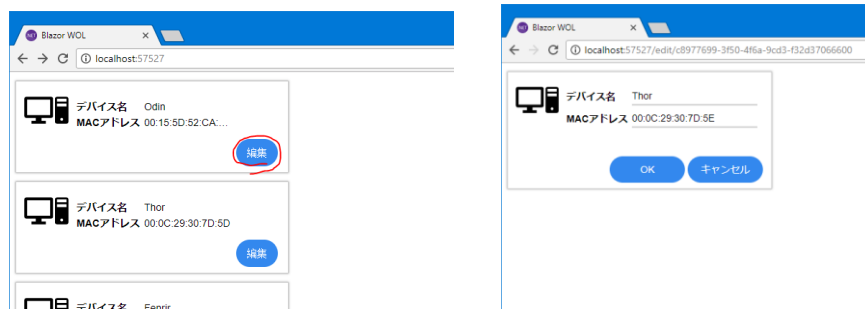 Blazor WOL
localhost:57527
デバイス名 Odin
MACアドレス 00:15:5D:52:CA:...
編集
デバイス名 Thor
MACアドレス 00:0C:29:30:7D:5D
編集
デバイス名 Fenrir
Blazor WOL
localhost:57527/edit/c8977699-3f50-4f6a-9cd3-f32d37066600
デバイス名 Thor
MACアドレス 00:0C:29:30:7D:5E
OK キャンセル